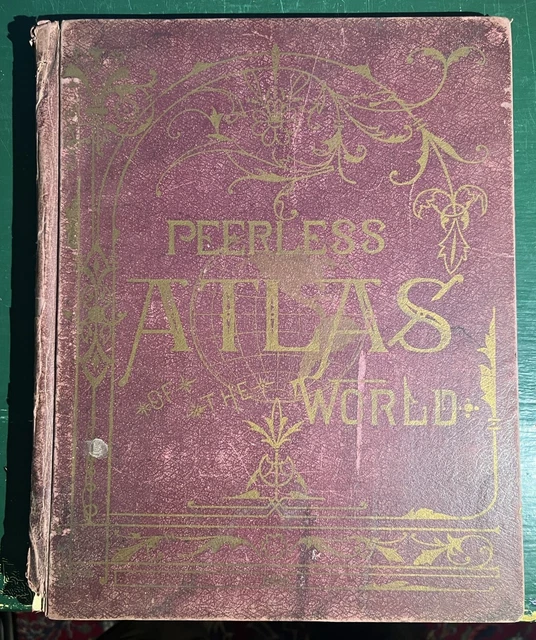 PEERLESS
ATLAS
OF THE WORLD